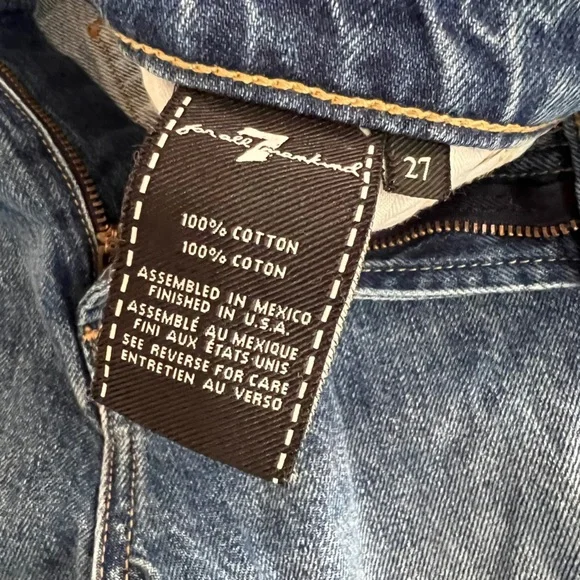 7
for all mankind
27
100% COTTON
100% COTON
ASSEMBLED IN MEXICO
FINISHED IN U.S.A.
ASSEMBLÉ AU MEXIQUE
FINI AUX ÉTATS-UNIS
SEE REVERSE FOR CARE
ENTRETIEN AU VERSO